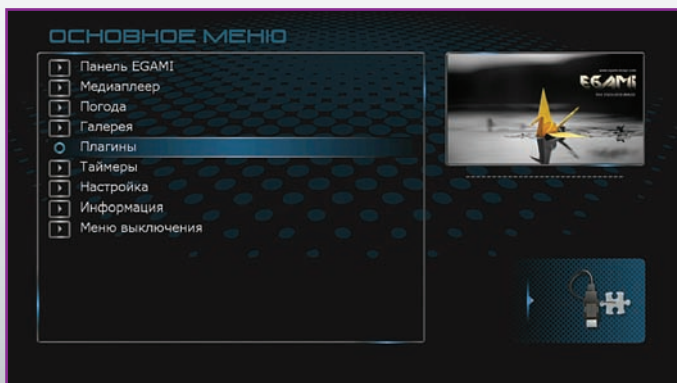 ОСНОВНОЕ МЕНЮ
Панель EGAMI
Медиаплеер
Погода
Галерея
Плагины
Таймеры
Настройка
Информация
Меню выключения
EGAMI